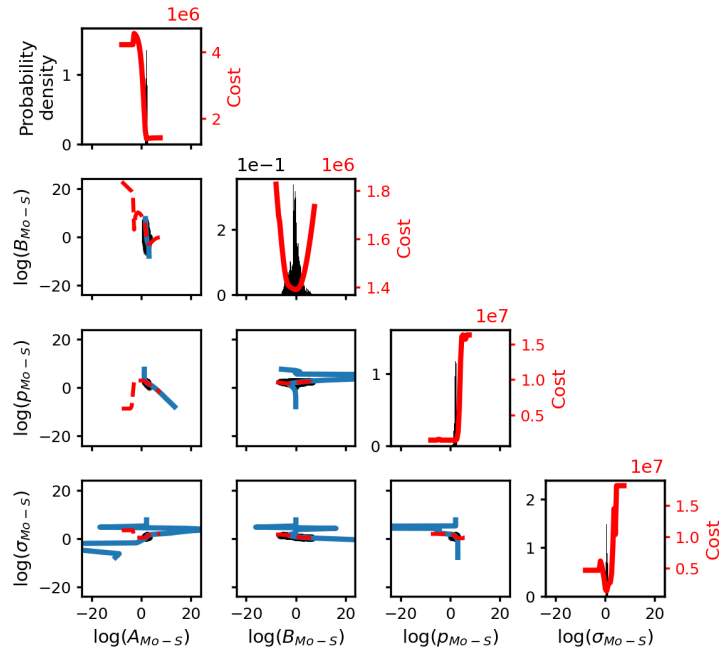 1e6
Probability
density
1
0
4
2
Cost
−20 0 20
1e−1 1e6
log(B_{Mo−S})
20
0
−20
2
0
1.8
1.6
1.4
Cost
1e7
log(p_{Mo−S})
20
0
−20
1
0
1.5
1.0
0.5
Cost
1e7
log(σ_{Mo−S})
20
0
−20
2
1
0
1.5
1.0
0.5
Cost
−20 0 20 −20 0 20 −20 0 20 −20 0 20
log(A_{Mo−S}) log(B_{Mo−S}) log(p_{Mo−S}) log(σ_{Mo−S})